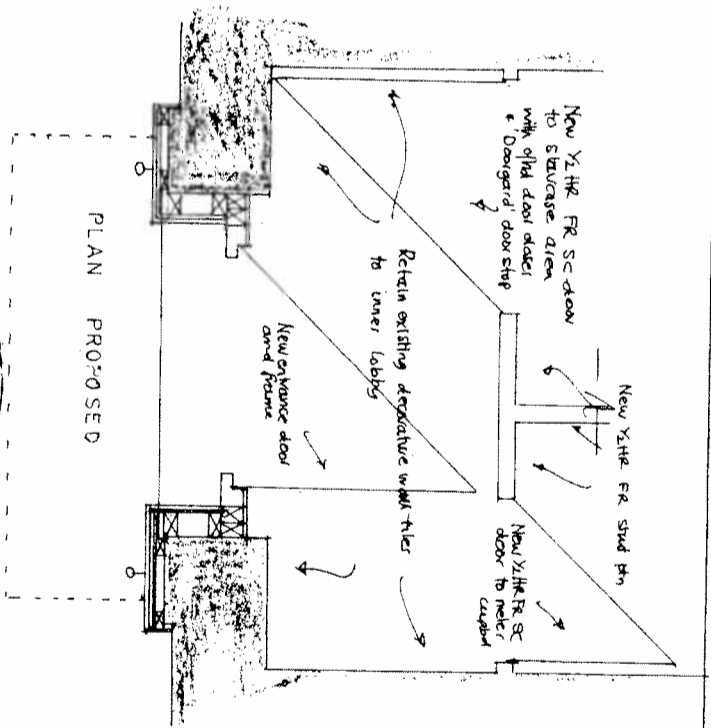 New ½HR FR SC door
to staircase area
with o/hd door closer
& 'Doorgard' door stop
New ½HR FR stud ptn
Retain existing decorative wall tiles
to inner lobby
New entrance door
and frame
New ½HR FR SC
door to meter
cupbd
PLAN PROPOSED